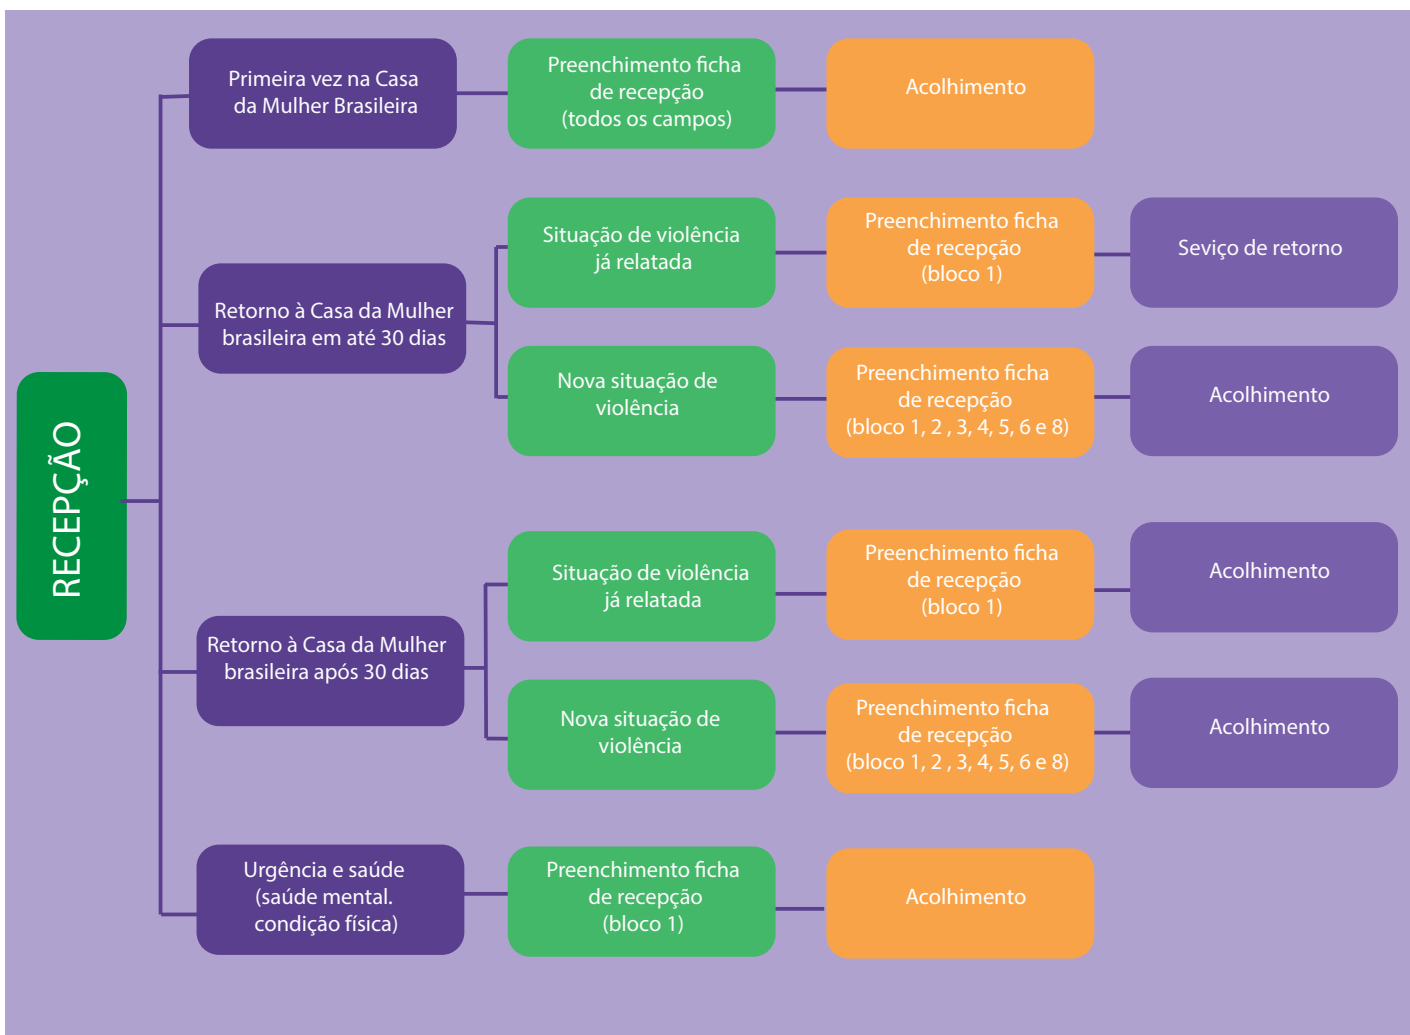 RECEPÇÃO
Primeira vez na Casa
da Mulher Brasileira
Preenchimento ficha
de recepção
(todos os campos)
Acolhimento
Retorno à Casa da Mulher
brasileira em até 30 dias
Situação de violência
já relatada
Preenchimento ficha
de recepção
(bloco 1)
Seviço de retorno
Nova situação de
violência
Preenchimento ficha
de recepção
(bloco 1, 2 , 3, 4, 5, 6 e 8)
Acolhimento
Retorno à Casa da Mulher
brasileira após 30 dias
Situação de violência
já relatada
Preenchimento ficha
de recepção
(bloco 1)
Acolhimento
Nova situação de
violência
Preenchimento ficha
de recepção
(bloco 1, 2 , 3, 4, 5, 6 e 8)
Acolhimento
Urgência e saúde
(saúde mental.
condição física)
Preenchimento ficha
de recepção
(bloco 1)
Acolhimento